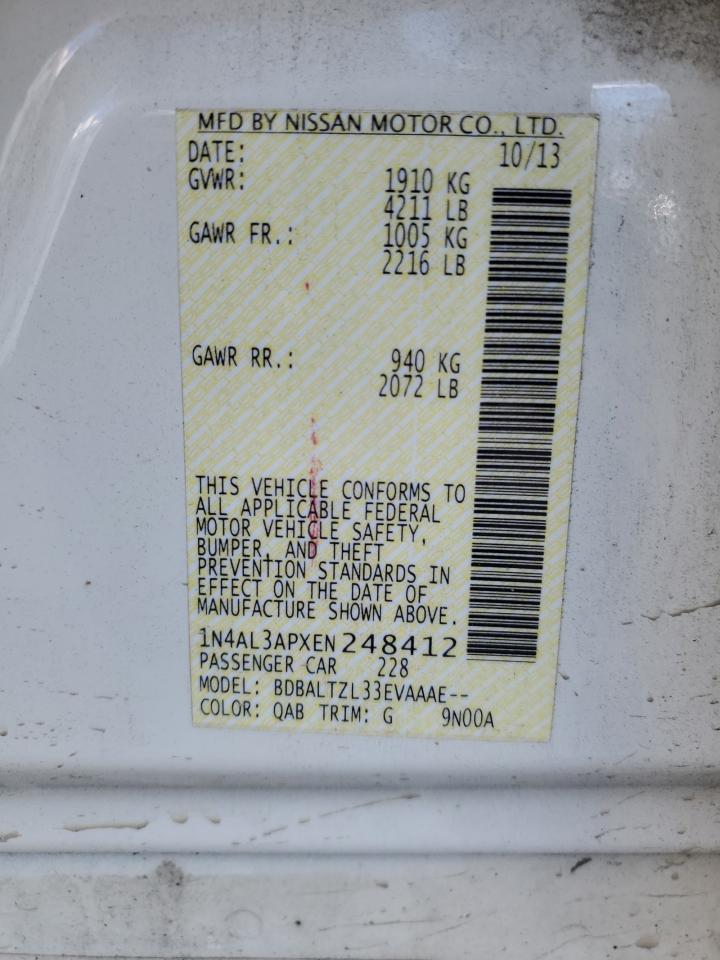 MFD BY NISSAN MOTOR CO., LTD.
DATE: 10/13
GVWR: 1910 KG
4211 LB
GAWR FR.: 1005 KG
2216 LB
GAWR RR.: 940 KG
2072 LB
THIS VEHICLE CONFORMS TO
ALL APPLICABLE FEDERAL
MOTOR VEHICLE SAFETY,
BUMPER, AND THEFT
PREVENTION STANDARDS IN
EFFECT ON THE DATE OF
MANUFACTURE SHOWN ABOVE.
1N4AL3APXEN248412
PASSENGER CAR 228
MODEL: BDBALTZL33EVAAAE--
COLOR: QAB TRIM: G 9N00A